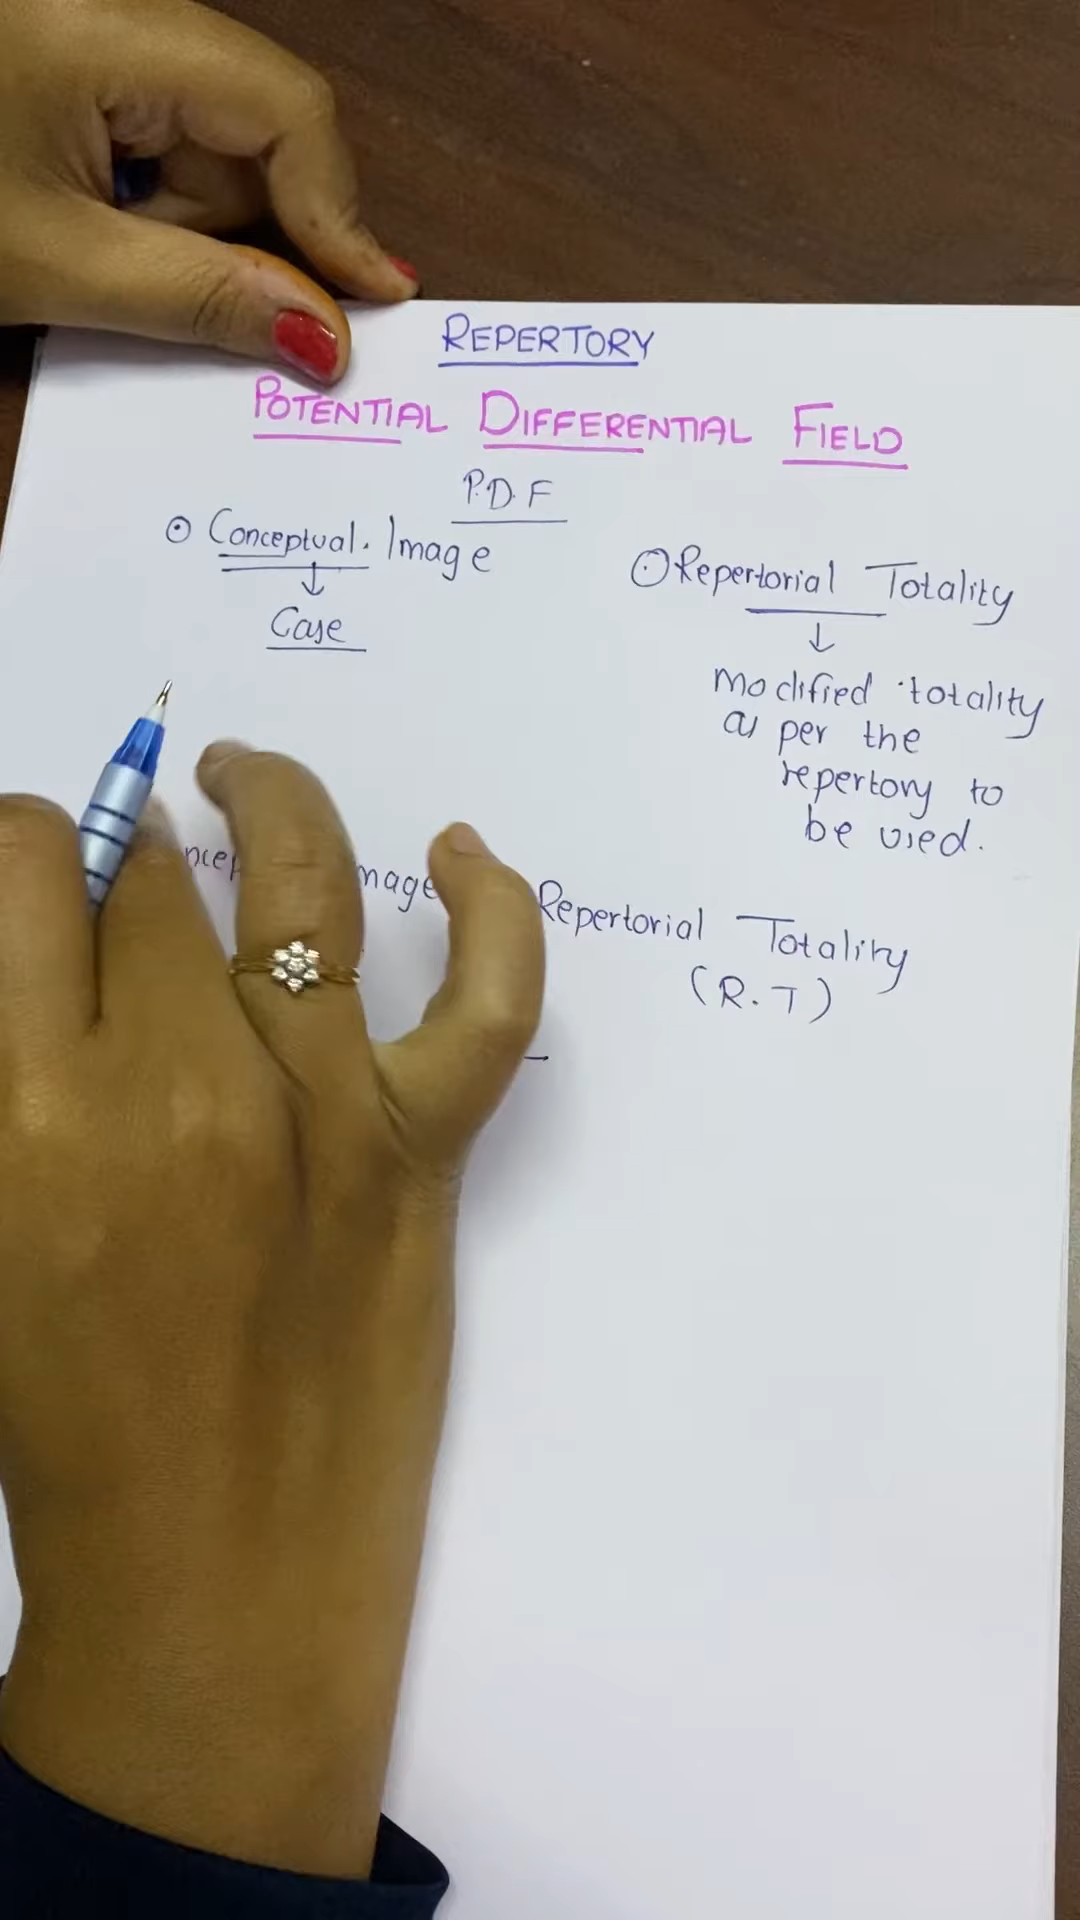 REPERTORY
POTENTIAL DIFFERENTIAL FIELD
P.D.F
Conceptual. Image
↓
Case
Repertorial Totality
↓
modified totality
as per the
repertory to
be used.
Repertorial Totality
(R.T)